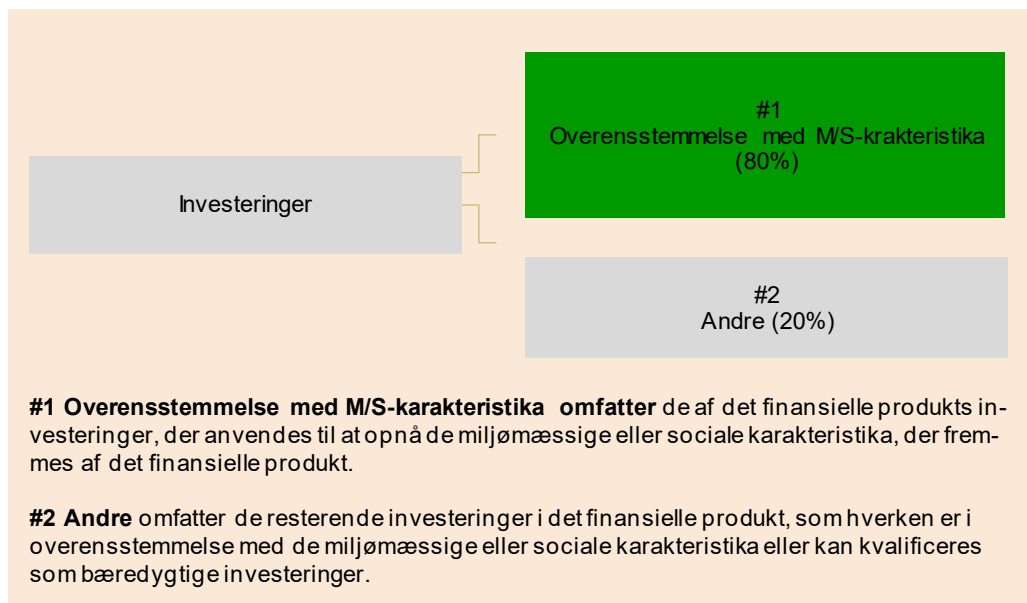 #1
Overensstemmelse med M/S-krakteristika
(80%)
Investeringer
#2
Andre (20%)
#1 Overensstemmelse med M/S-karakteristika omfatter de af det finansielle produkts in-
vesteringer, der anvendes til at opnå de miljømæssige eller sociale karakteristika, der frem-
mes af det finansielle produkt.
#2 Andre omfatter de resterende investeringer i det finansielle produkt, som hverken er i
overensstemmelse med de miljømæssige eller sociale karakteristika eller kan kvalificeres
som bæredygtige investeringer.